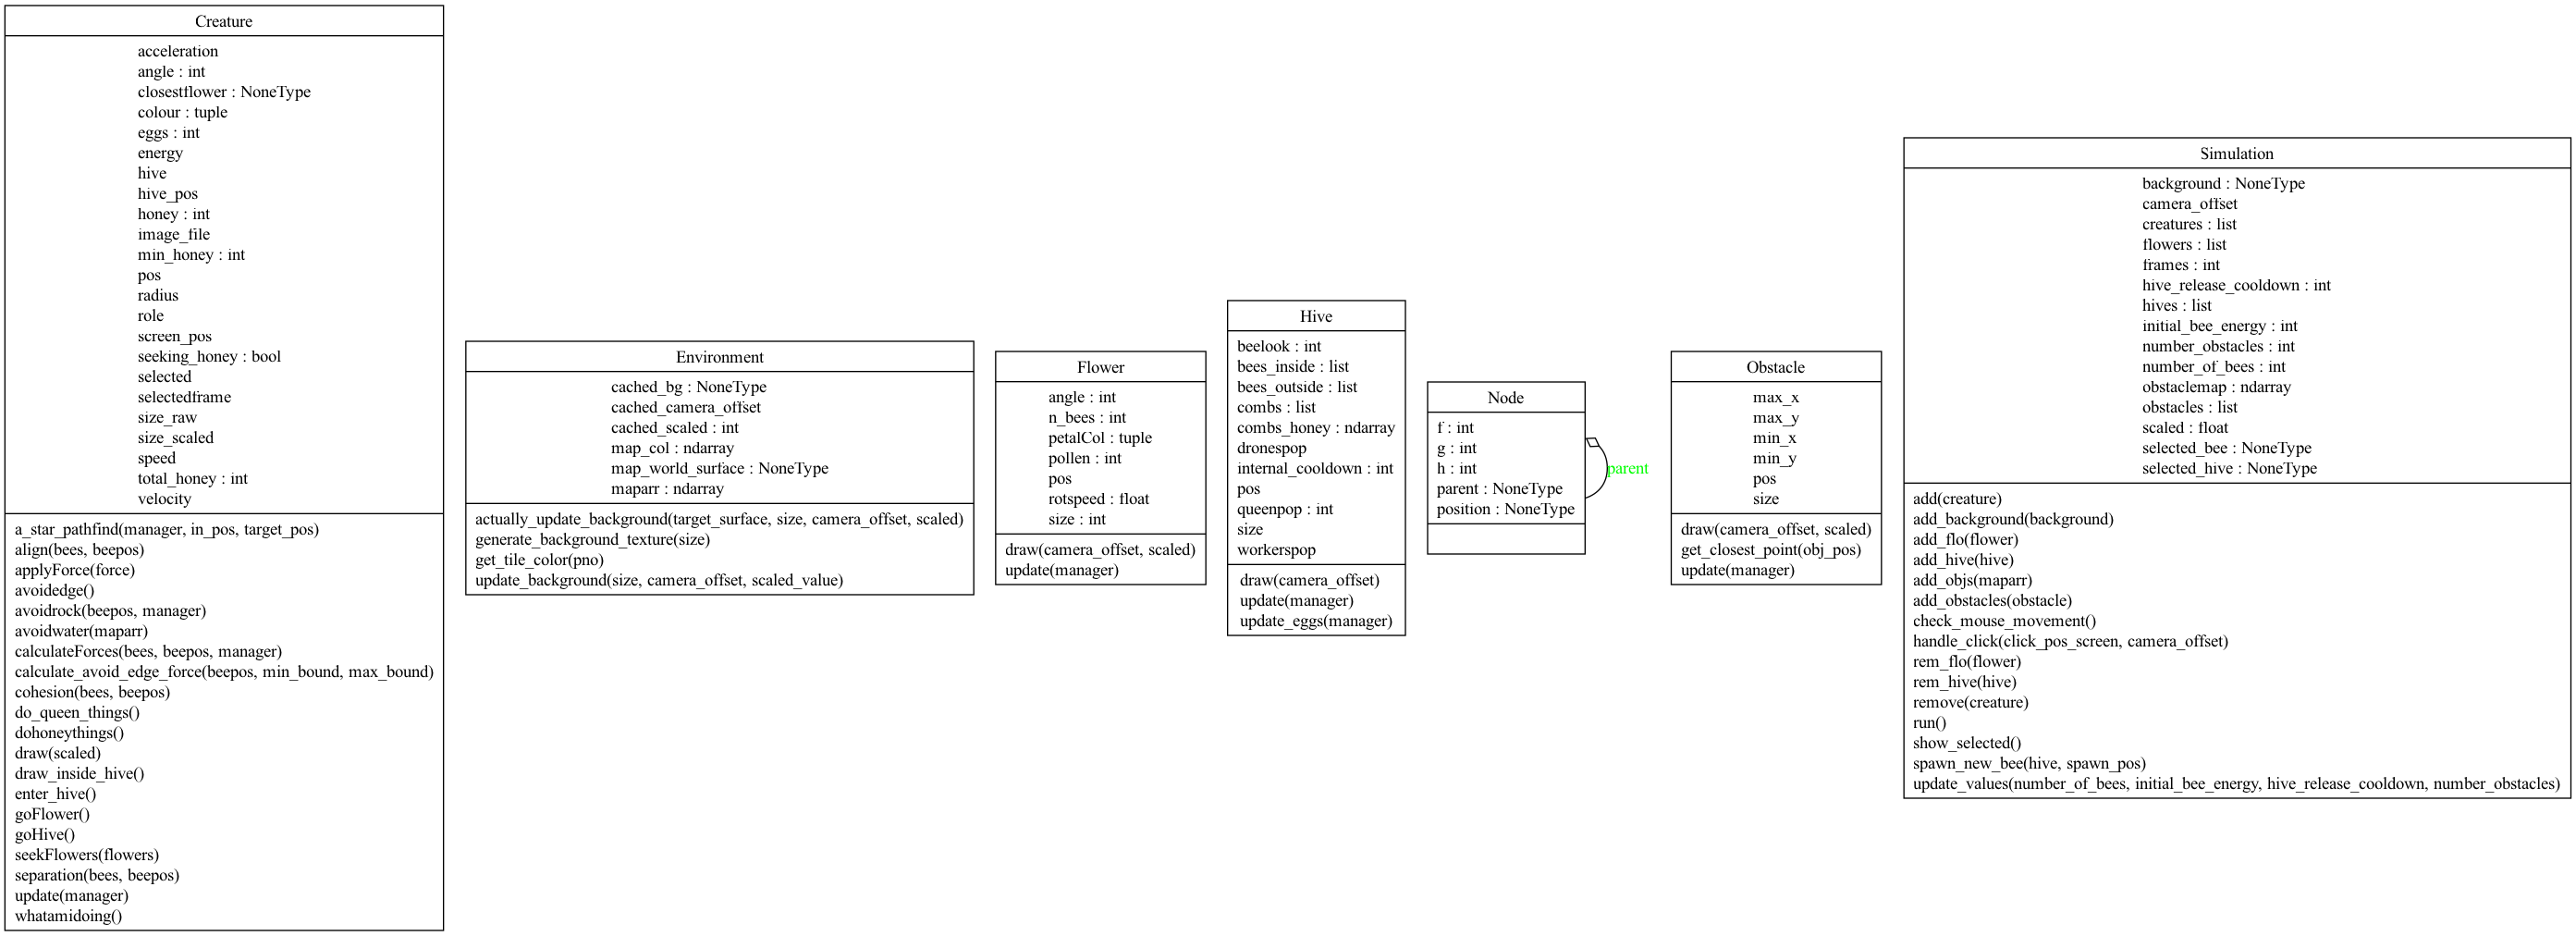 Creature
acceleration
angle : int
closestflower : NoneType
colour : tuple
eggs : int
energy
hive
hive_pos
honey : int
image_file
min_honey : int
pos
radius
role
screen_pos
seeking_honey : bool
selected
selectedframe
size_raw
size_scaled
speed
total_honey : int
velocity
a_star_pathfind(manager, in_pos, target_pos)
align(bees, beepos)
applyForce(force)
avoidedge()
avoidrock(beepos, manager)
avoidwater(maparr)
calculateForces(bees, beepos, manager)
calculate_avoid_edge_force(beepos, min_bound, max_bound)
cohesion(bees, beepos)
do_queen_things()
dohoneythings()
draw(scaled)
draw_inside_hive()
enter_hive()
goFlower()
goHive()
seekFlowers(flowers)
separation(bees, beepos)
update(manager)
whatamidoing()
Environment
cached_bg : NoneType
cached_camera_offset
cached_scaled : int
map_col : ndarray
map_world_surface : NoneType
maparr : ndarray
actually_update_background(target_surface, size, camera_offset, scaled)
generate_background_texture(size)
get_tile_color(pno)
update_background(size, camera_offset, scaled_value)
Flower
angle : int
n_bees : int
petalCol : tuple
pollen : int
pos
rotspeed : float
size : int
draw(camera_offset, scaled)
update(manager)
Hive
beelook : int
bees_inside : list
bees_outside : list
combs : list
combs_honey : ndarray
dronespop
internal_cooldown : int
pos
queenpop : int
size
workerspop
draw(camera_offset)
update(manager)
update_eggs(manager)
Node
f : int
g : int
h : int
parent : NoneType
position : NoneType
parent
Obstacle
max_x
max_y
min_x
min_y
pos
size
draw(camera_offset, scaled)
get_closest_point(obj_pos)
update(manager)
Simulation
background : NoneType
camera_offset
creatures : list
flowers : list
frames : int
hive_release_cooldown : int
hives : list
initial_bee_energy : int
number_obstacles : int
number_of_bees : int
obstaclemap : ndarray
obstacles : list
scaled : float
selected_bee : NoneType
selected_hive : NoneType
add(creature)
add_background(background)
add_flo(flower)
add_hive(hive)
add_objs(maparr)
add_obstacles(obstacle)
check_mouse_movement()
handle_click(click_pos_screen, camera_offset)
rem_flo(flower)
rem_hive(hive)
remove(creature)
run()
show_selected()
spawn_new_bee(hive, spawn_pos)
update_values(number_of_bees, initial_bee_energy, hive_release_cooldown, number_obstacles)